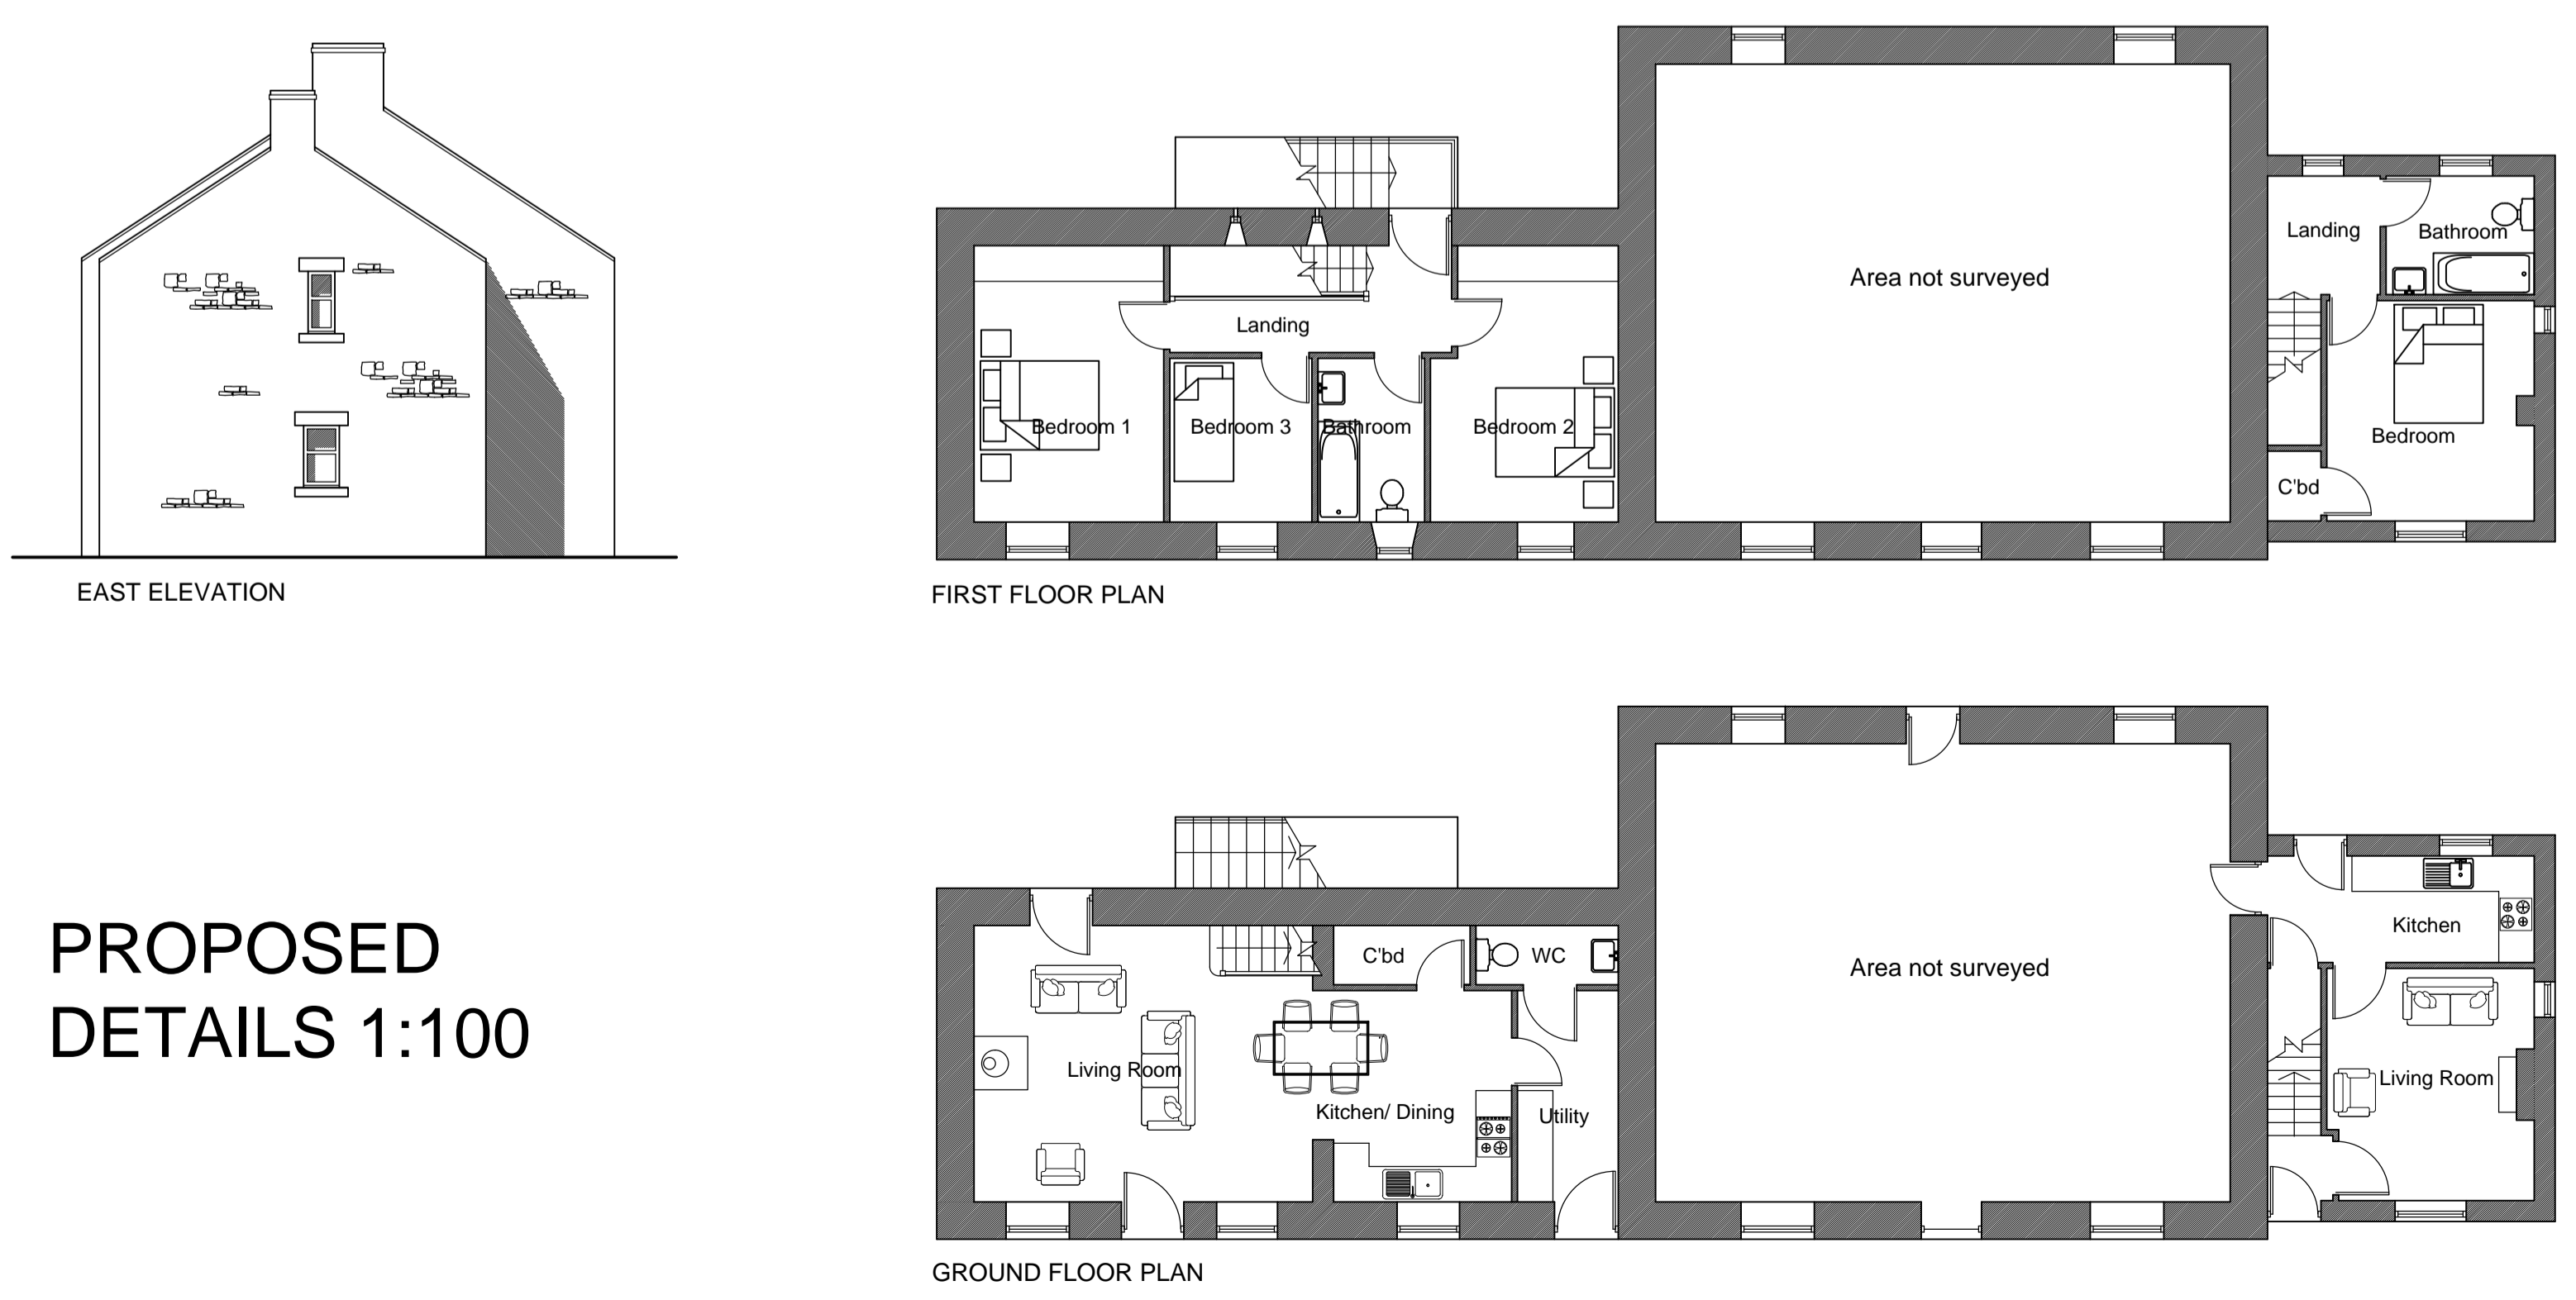 EAST ELEVATION
Landing
Bedroom 1
Bedroom 3
Bathroom
Bedroom 2
Area not surveyed
Landing
Bathroom
Bedroom
C'bd
FIRST FLOOR PLAN
PROPOSED
DETAILS 1:100
C'bd
WC
Living Room
Kitchen/ Dining
Utility
Area not surveyed
Kitchen
Living Room
GROUND FLOOR PLAN